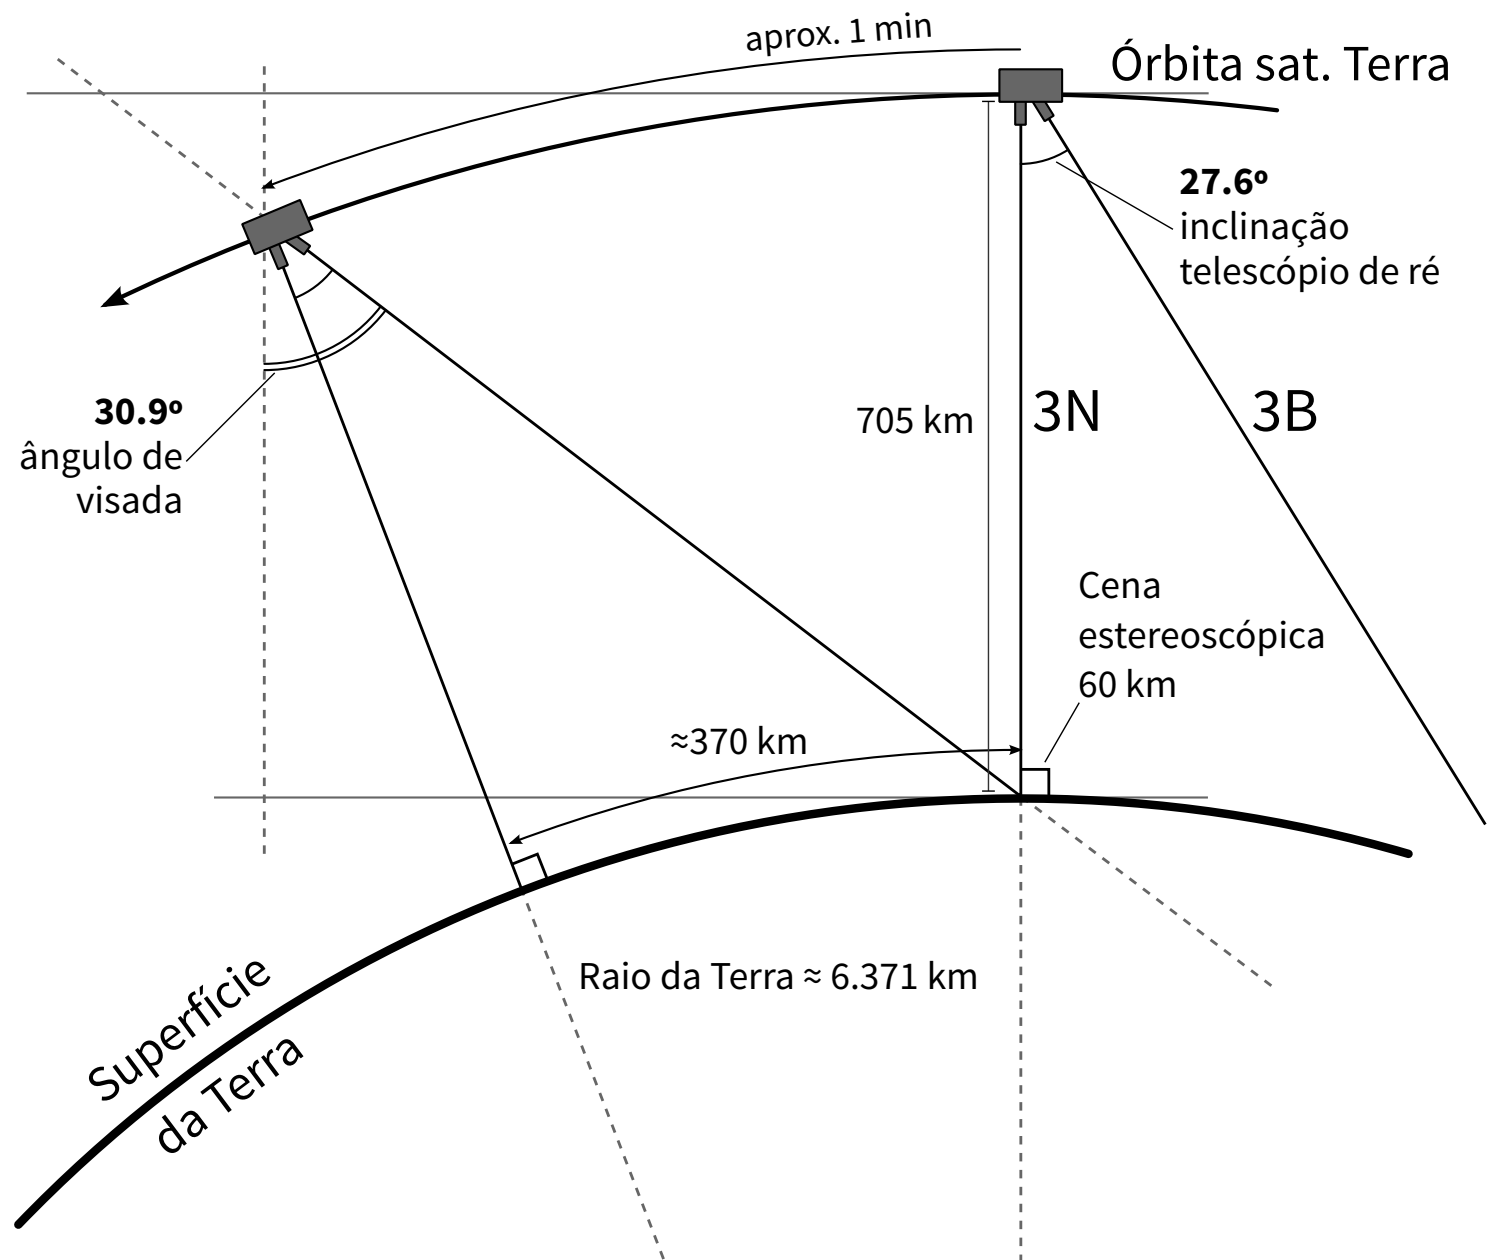 aprox. 1 min
Órbita sat. Terra
27.6º
inclinação
telescópio de ré
30.9º
ângulo de
visada
705 km
3N
3B
Cena
estereoscópica
60 km
≈370 km
Raio da Terra ≈ 6.371 km
Superfície
da Terra